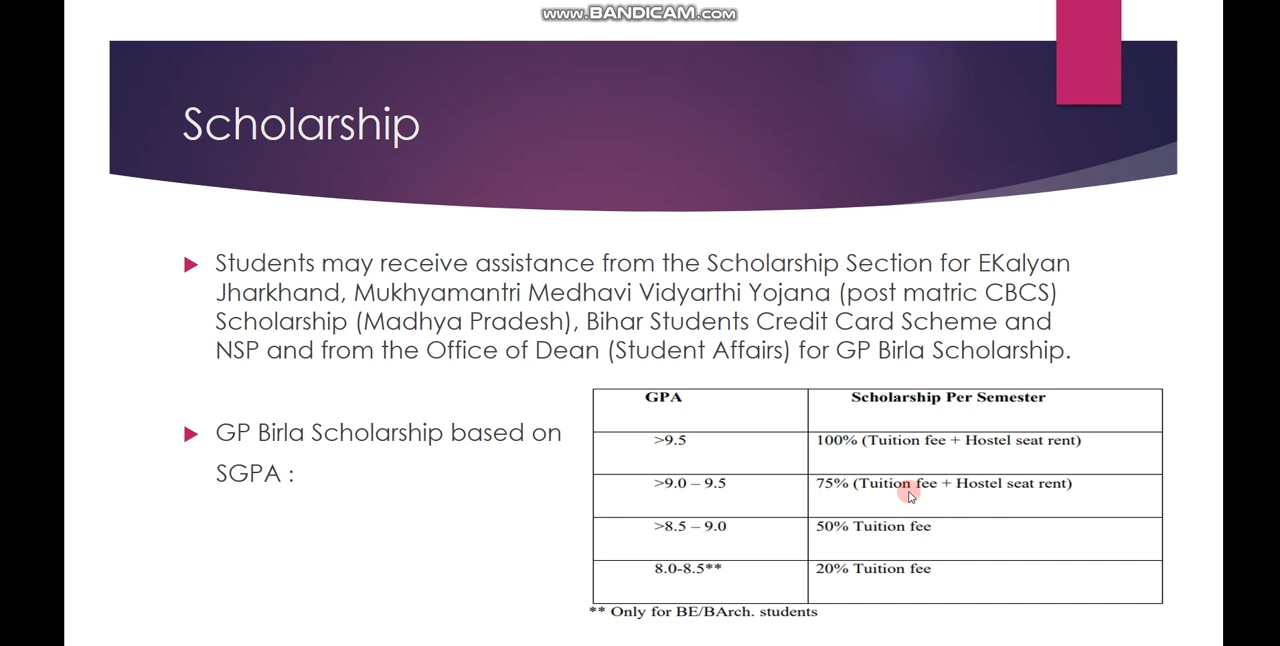 www.BANDICAM.com
Scholarship
Students may receive assistance from the Scholarship Section for EKalyan
Jharkhand, Mukhyamantri Medhavi Vidyarthi Yojana (post matric CBCS)
Scholarship (Madhya Pradesh), Bihar Students Credit Card Scheme and
NSP and from the Office of Dean (Student Affairs) for GP Birla Scholarship.
GP Birla Scholarship based on
SGPA :
GPA Scholarship Per Semester
>9.5 100% (Tuition fee + Hostel seat rent)
>9.0 – 9.5 75% (Tuition fee + Hostel seat rent)
>8.5 – 9.0 50% Tuition fee
8.0-8.5** 20% Tuition fee
** Only for BE/BArch. students